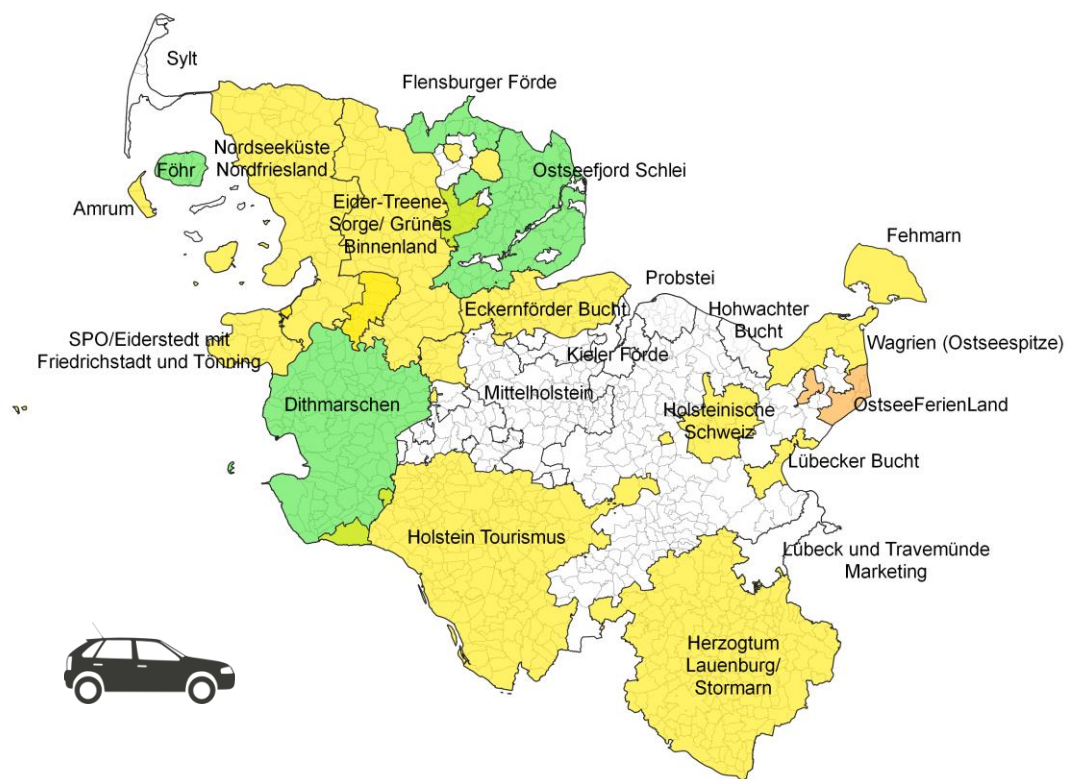 Sylt
Flensburger Förde
Nordseeküste
Nordfriesland
Föhr
Ostseefjord Schlei
Amrum
Eider-Treene-
Sorge/ Grünes
Binnenland
Fehmarn
Probstei
Hohwachter
Bucht
Eckernförder Bucht
SPO/Eiderstedt mit
Friedrichstadt und Tönning
Wagrien (Ostseespitze)
Kieler Förde
Mittelholstein
Dithmarschen
Holsteinische
Schweiz
OstseeFerienLand
Lübecker Bucht
Holstein Tourismus
Lübeck und Travemünde
Marketing
Herzogtum
Lauenburg/
Stormarn